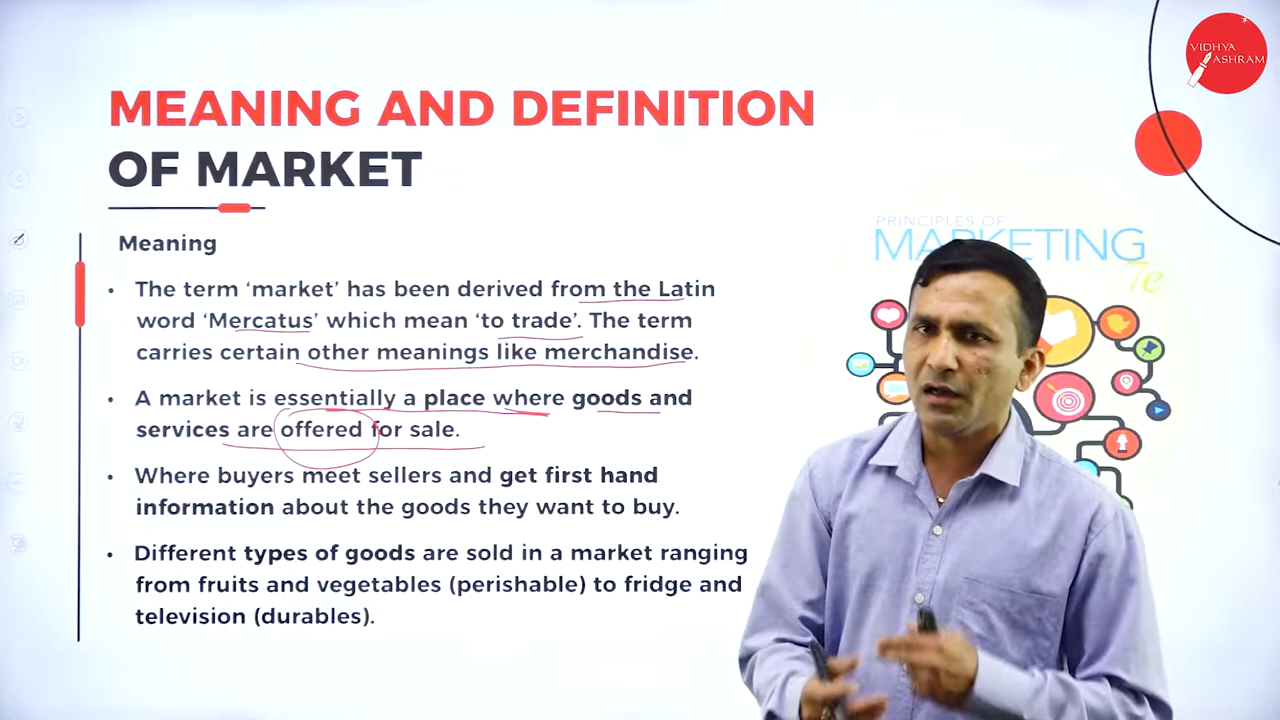 VIDHYA
ASHRAM
MEANING AND DEFINITION
OF MARKET
PRINCIPLES OF
MARKETING
7e
Meaning
• The term ‘market’ has been derived from the Latin
word ‘Mercatus’ which mean ‘to trade’. The term
carries certain other meanings like merchandise.
• A market is essentially a place where goods and
services are offered for sale.
• Where buyers meet sellers and get first hand
information about the goods they want to buy.
• Different types of goods are sold in a market ranging
from fruits and vegetables (perishable) to fridge and
television (durables).